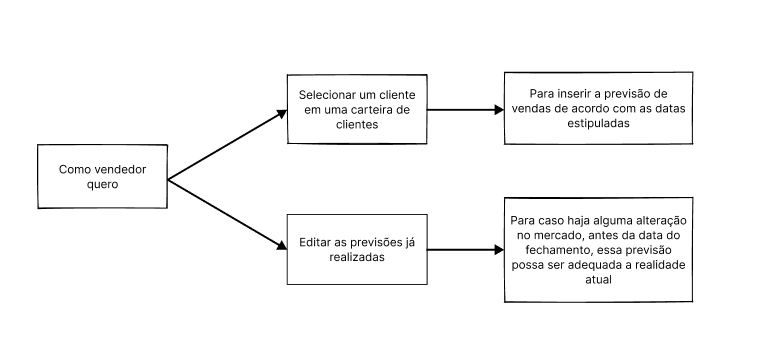 Como vendedor
quero
Selecionar um cliente
em uma carteira de
clientes
Para inserir a previsão de
vendas de acordo com as datas
estipuladas
Editar as previsões já
realizadas
Para caso haja alguma alteração
no mercado, antes da data do
fechamento, essa previsão
possa ser adequada a realidade
atual